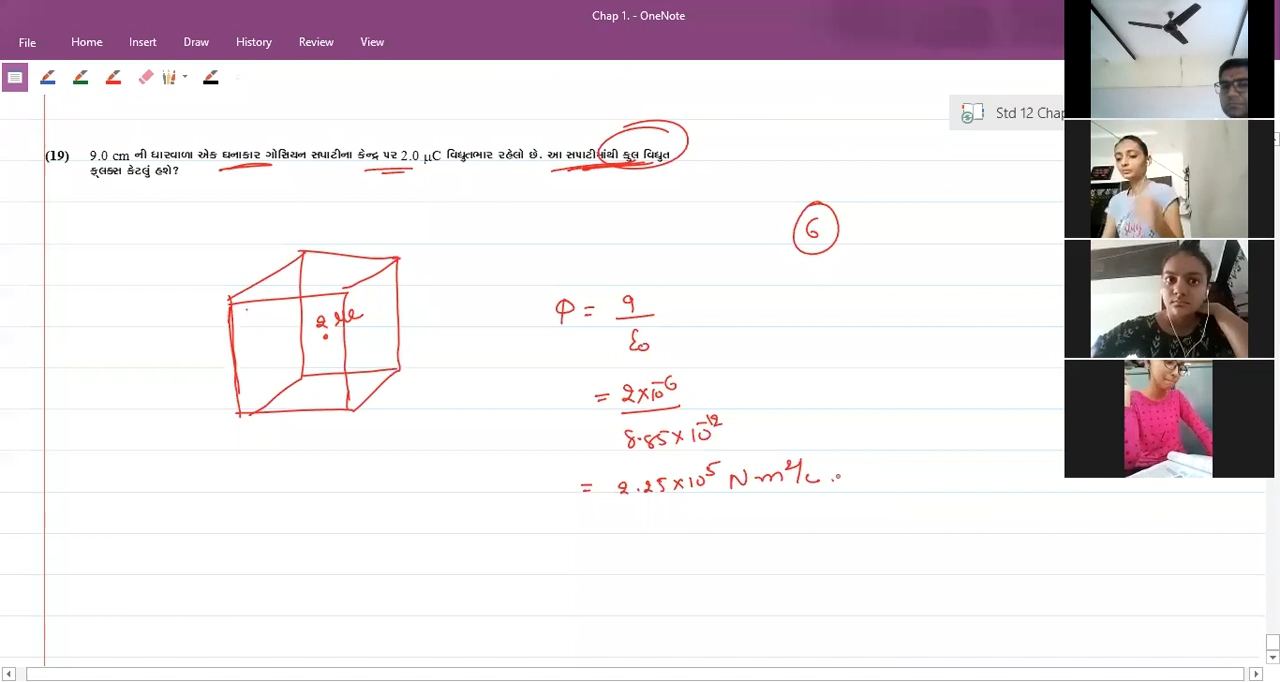 Chap 1. - OneNote
File Home Insert Draw History Review View
Std 12 Chap
(19) 9.0 cm ની ધારવાળા એક ઘનાકાર ગોસિયન સપાટીના કેન્દ્ર પર 2.0 μC વિદ્યુતભાર રહેલો છે. આ સપાટીમાંથી કુલ વિદ્યુત
ફ્લક્સ કેટલું હશે?
6
2 μc
φ = q
ε0
= 2×10-6
8.85×10-12
= 2.25×105 N-m2/c .